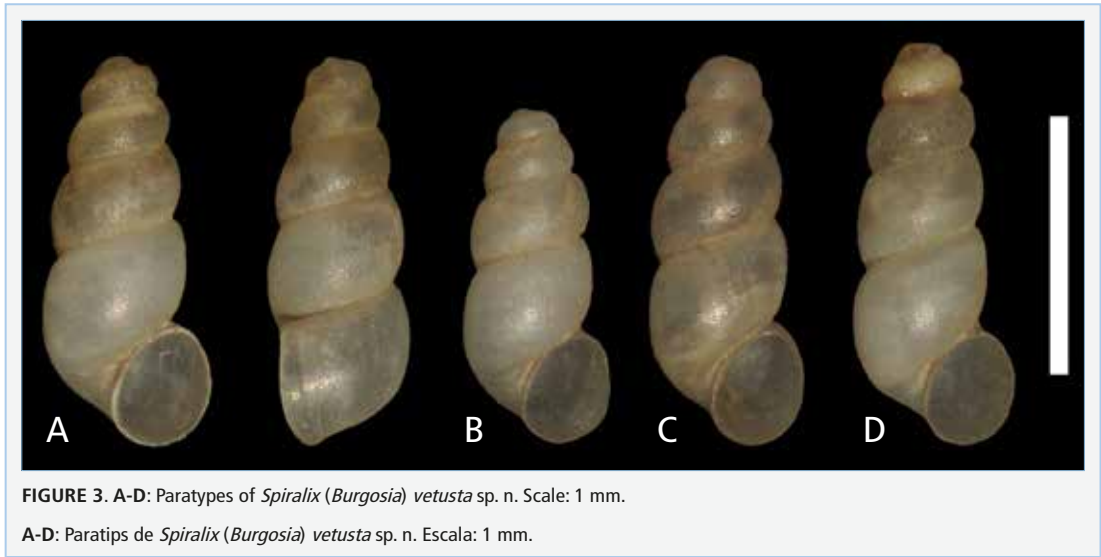 A
B
C
D
FIGURE 3. A-D: Paratypes of Spiralix (Burgosia) vetusta sp. n. Scale: 1 mm.
A-D: Paratips de Spiralix (Burgosia) vetusta sp. n. Escala: 1 mm.